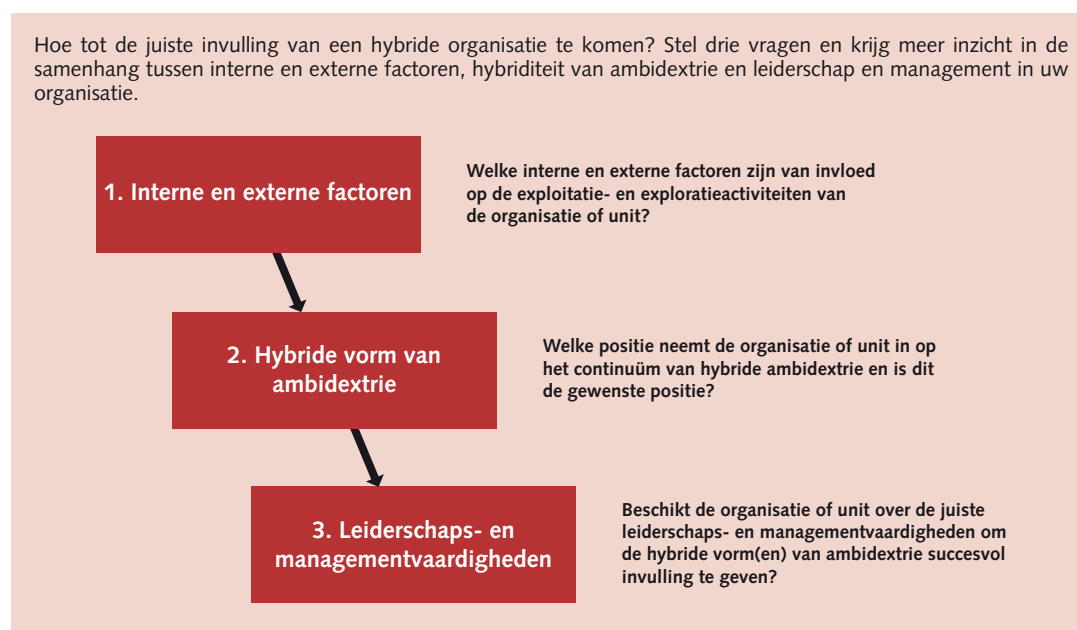 Hoe tot de juiste invulling van een hybride organisatie te komen? Stel drie vragen en krijg meer inzicht in de
samenhang tussen interne en externe factoren, hybriditeit van ambidextrie en leiderschap en management in uw
organisatie.
1. Interne en externe factoren
Welke interne en externe factoren zijn van invloed
op de exploitatie- en exploratieactiviteiten van
de organisatie of unit?
2. Hybride vorm van
ambidextrie
Welke positie neemt de organisatie of unit in op
het continuüm van hybride ambidextrie en is dit
de gewenste positie?
3. Leiderschaps- en
managementvaardigheden
Beschikt de organisatie of unit over de juiste
leiderschaps- en managementvaardigheden om
de hybride vorm(en) van ambidextrie succesvol
invulling te geven?